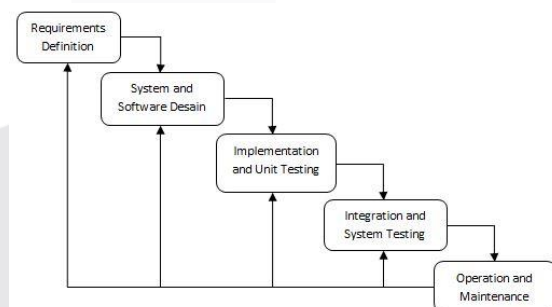 Requirements
Definition
System and
Software Desain
Implementation
and Unit Testing
Integration and
System Testing
Operation and
Maintenance